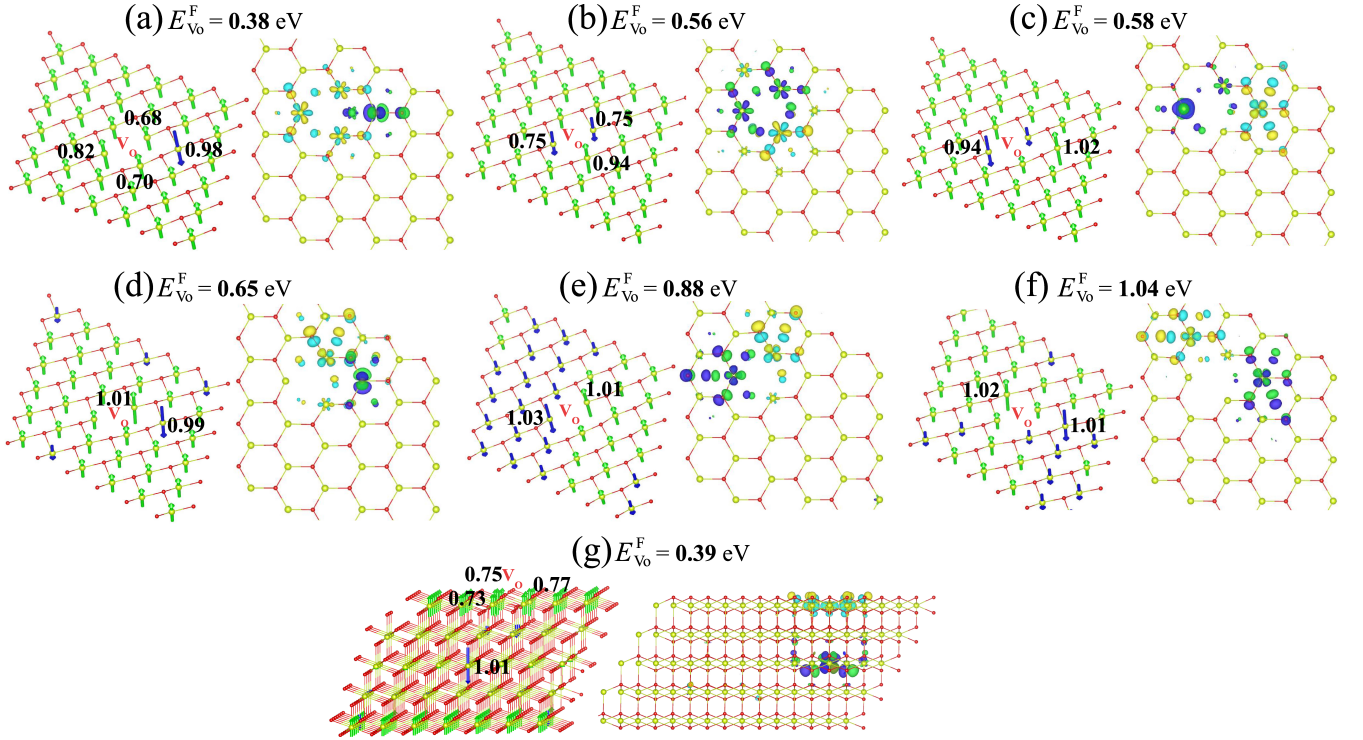 (a) E^F_Vo = 0.38 eV
0.68
0.82
V_O
0.98
0.70
(b) E^F_Vo = 0.56 eV
0.75
0.75
V_O
0.94
(c) E^F_Vo = 0.58 eV
0.94
V_O
1.02
(d) E^F_Vo = 0.65 eV
1.01
V_O
0.99
(e) E^F_Vo = 0.88 eV
1.01
1.03
V_O
(f) E^F_Vo = 1.04 eV
1.02
V_O
1.01
(g) E^F_Vo = 0.39 eV
0.75 V_O
0.77
0.73
1.01